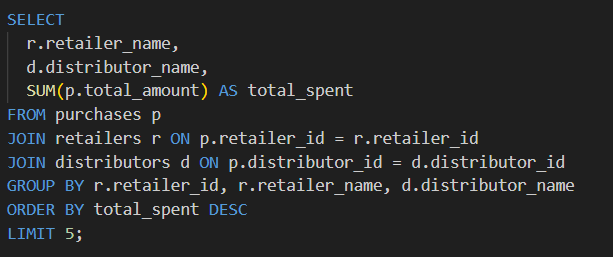 SELECT
r.retailer_name,
d.distributor_name,
SUM(p.total_amount) AS total_spent
FROM purchases p
JOIN retailers r ON p.retailer_id = r.retailer_id
JOIN distributors d ON p.distributor_id = d.distributor_id
GROUP BY r.retailer_id, r.retailer_name, d.distributor_name
ORDER BY total_spent DESC
LIMIT 5;